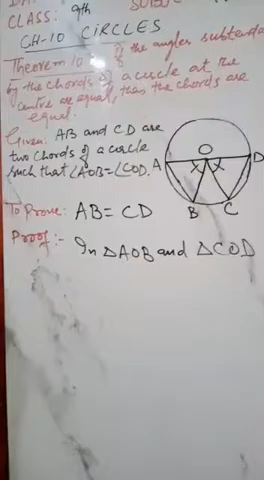 CLASS: 9th
CH-10 CIRCLES
Theorem 10 If the angles subtended
by the chords of a circle at the
centre are equal, then the chords are
equal.
Given: AB and CD are
two chords of a circle
such that ∠AOB=∠COD.
O
A
D
x x
B
C
To Prove: AB = CD
Proof :- In △AOB and △COD